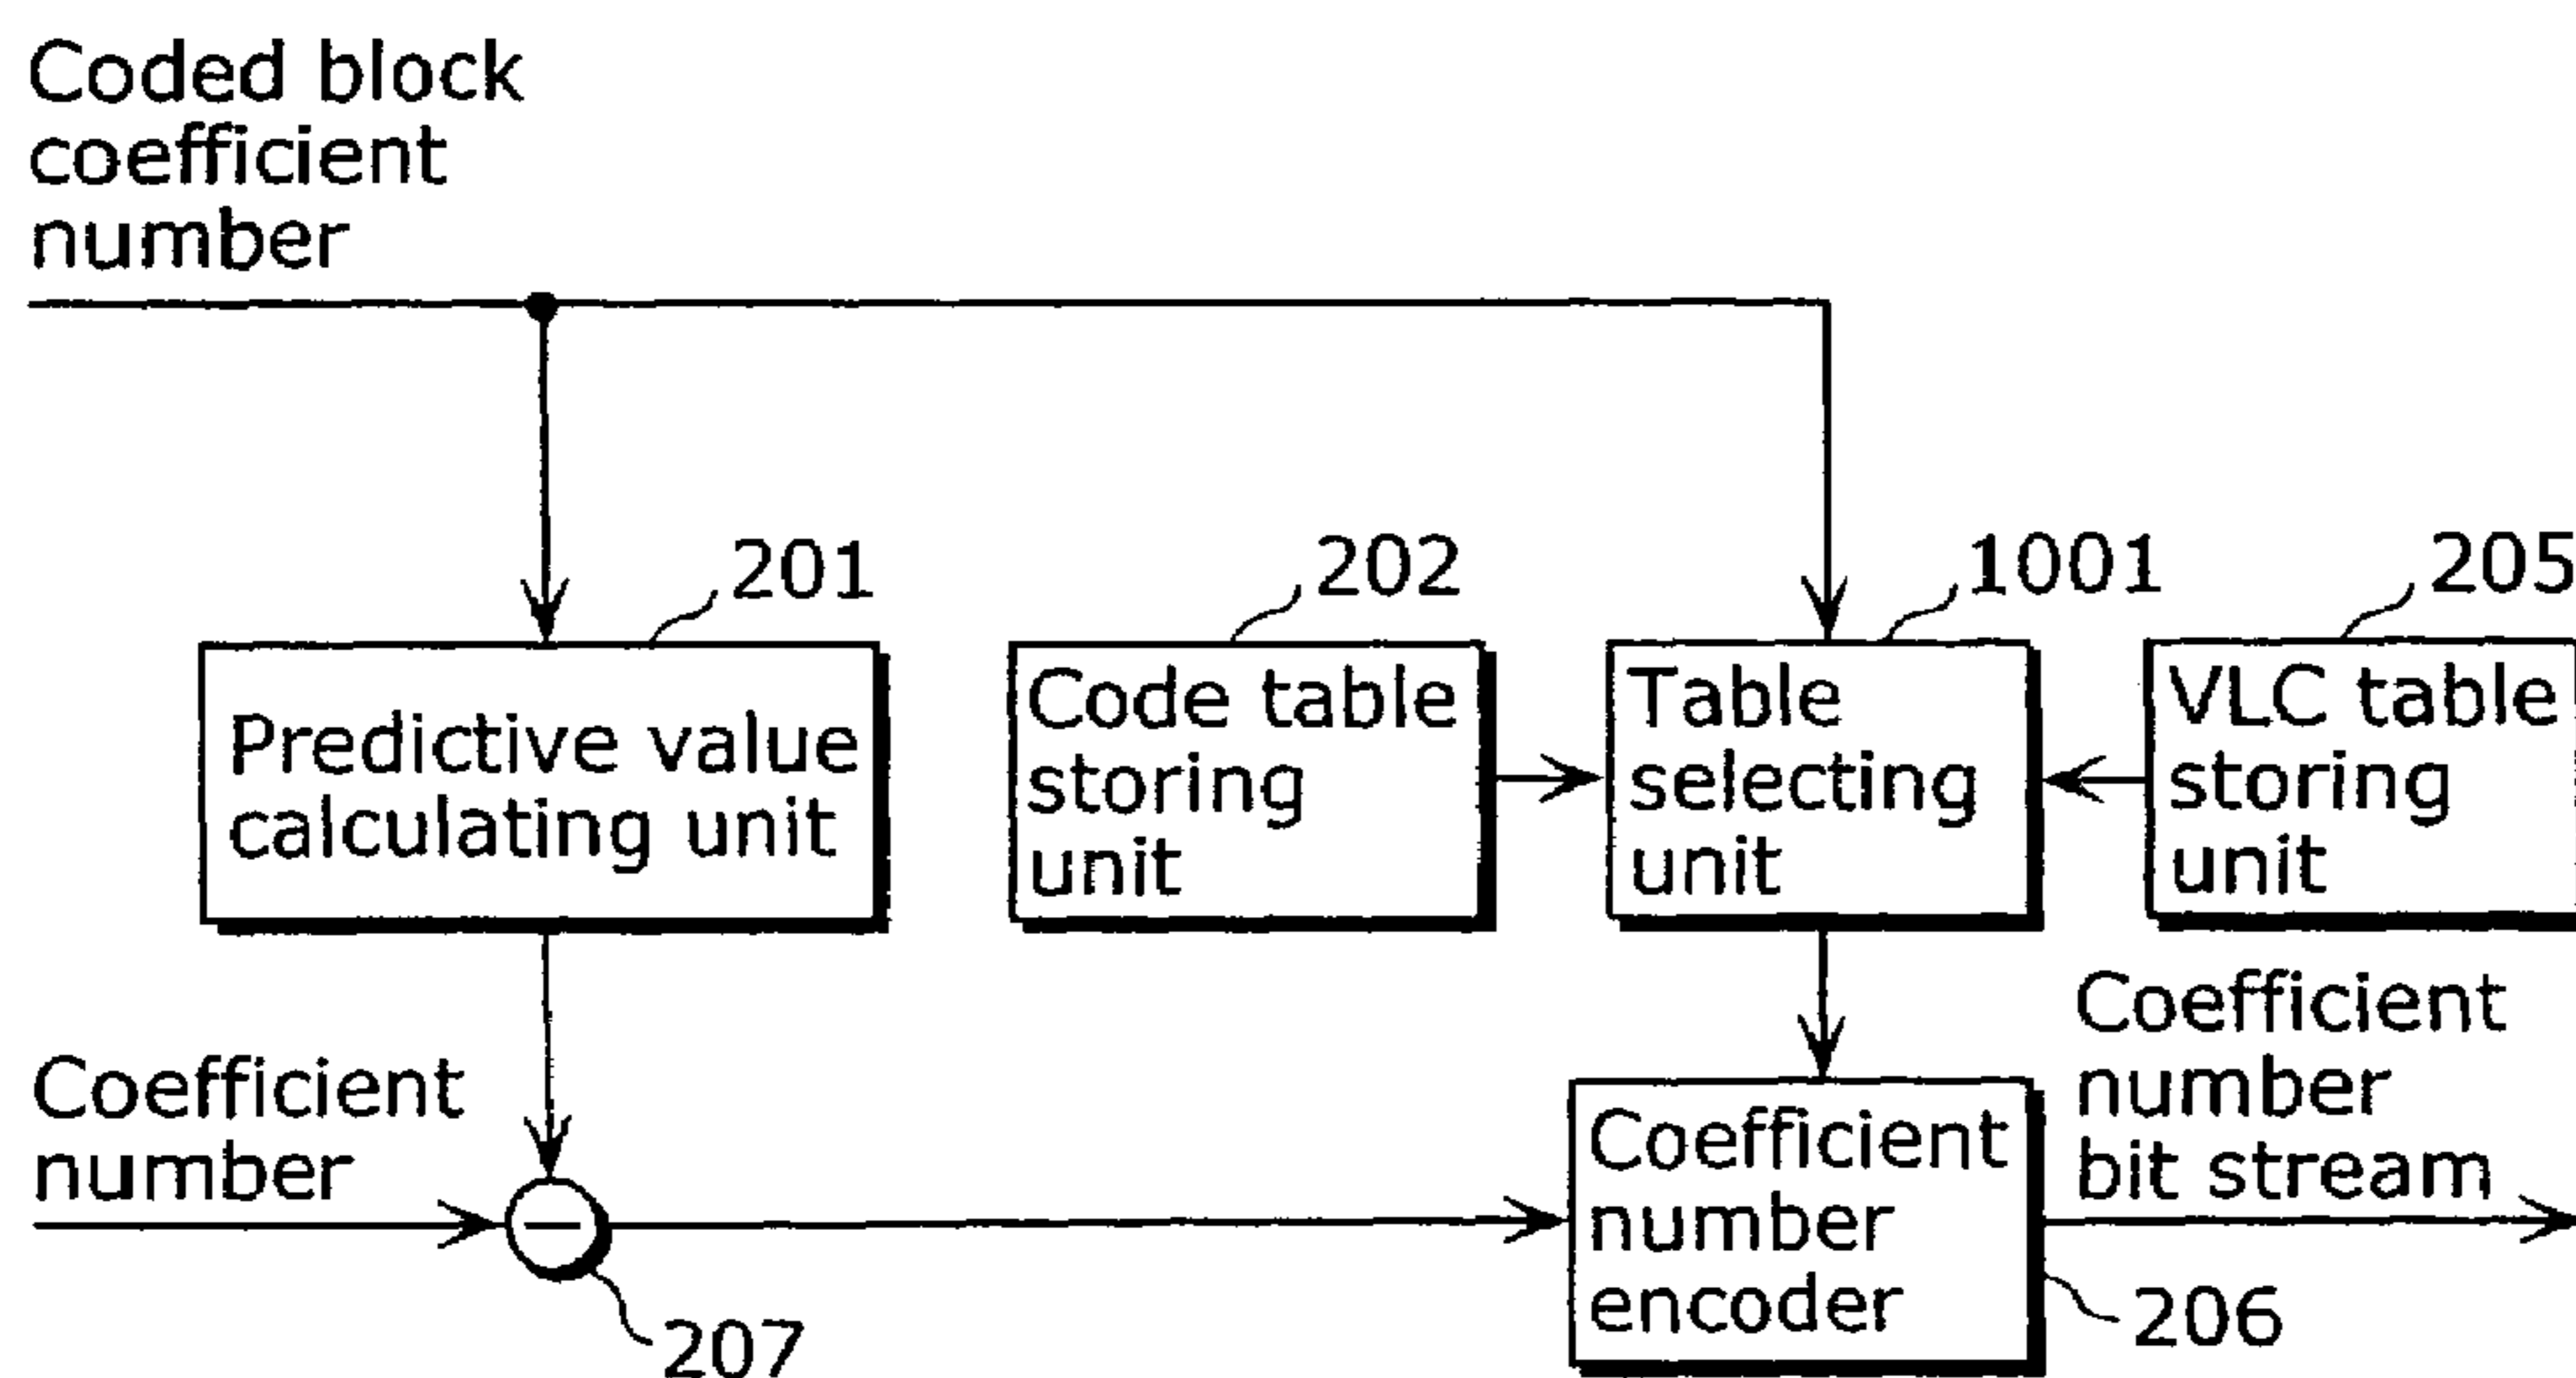 Coded block
coefficient
number
201
202
1001
205
Predictive value
calculating unit
Code table
storing
unit
Table
selecting
unit
VLC table
storing
unit
Coefficient
number
207
Coefficient
number
encoder
206
Coefficient
number
bit stream